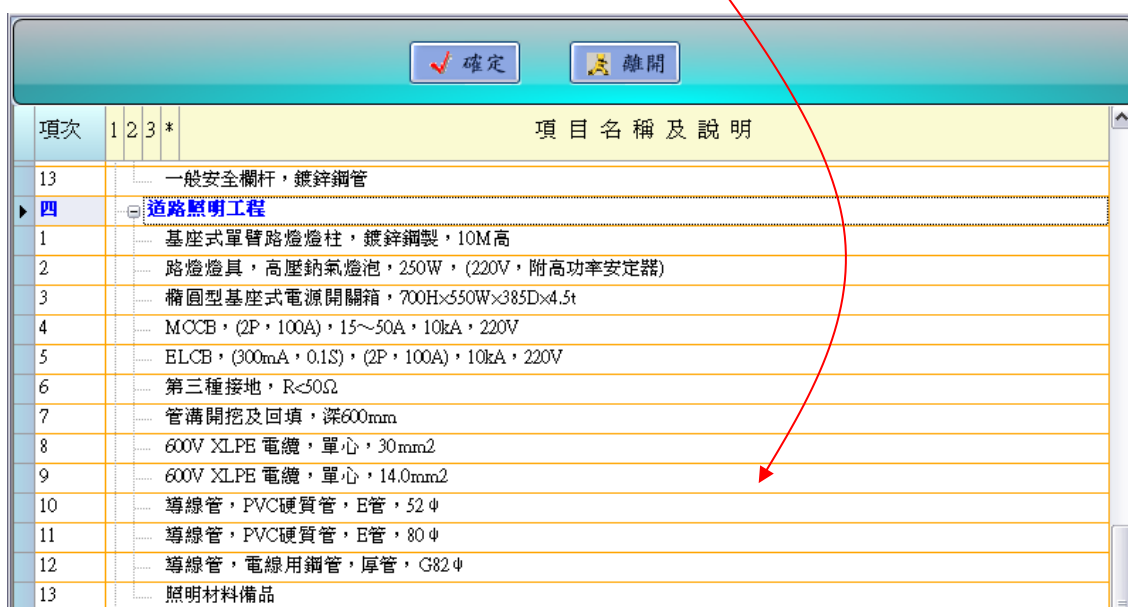 確定 離開
項次 1 2 3 * 項目名稱及說明
13 一般安全欄杆，鍍鋅鋼管
四 道路照明工程
1 基座式單臂路燈燈柱，鍍鋅鋼製，10M高
2 路燈燈具，高壓鈉氣燈泡，250W，(220V，附高功率安定器)
3 橢圓型基座式電源開關箱，700H×550W×385D×4.5t
4 MCCB，(2P，100A)，15～50A，10kA，220V
5 ELCB，(300mA，0.1S)，(2P，100A)，10kA，220V
6 第三種接地，R<50Ω
7 管溝開挖及回填，深600mm
8 600V XLPE 電纜，單心，30mm2
9 600V XLPE 電纜，單心，14.0mm2
10 導線管，PVC硬質管，E管，52ψ
11 導線管，PVC硬質管，E管，80ψ
12 導線管，電線用鋼管，厚管，G82ψ
13 照明材料備品